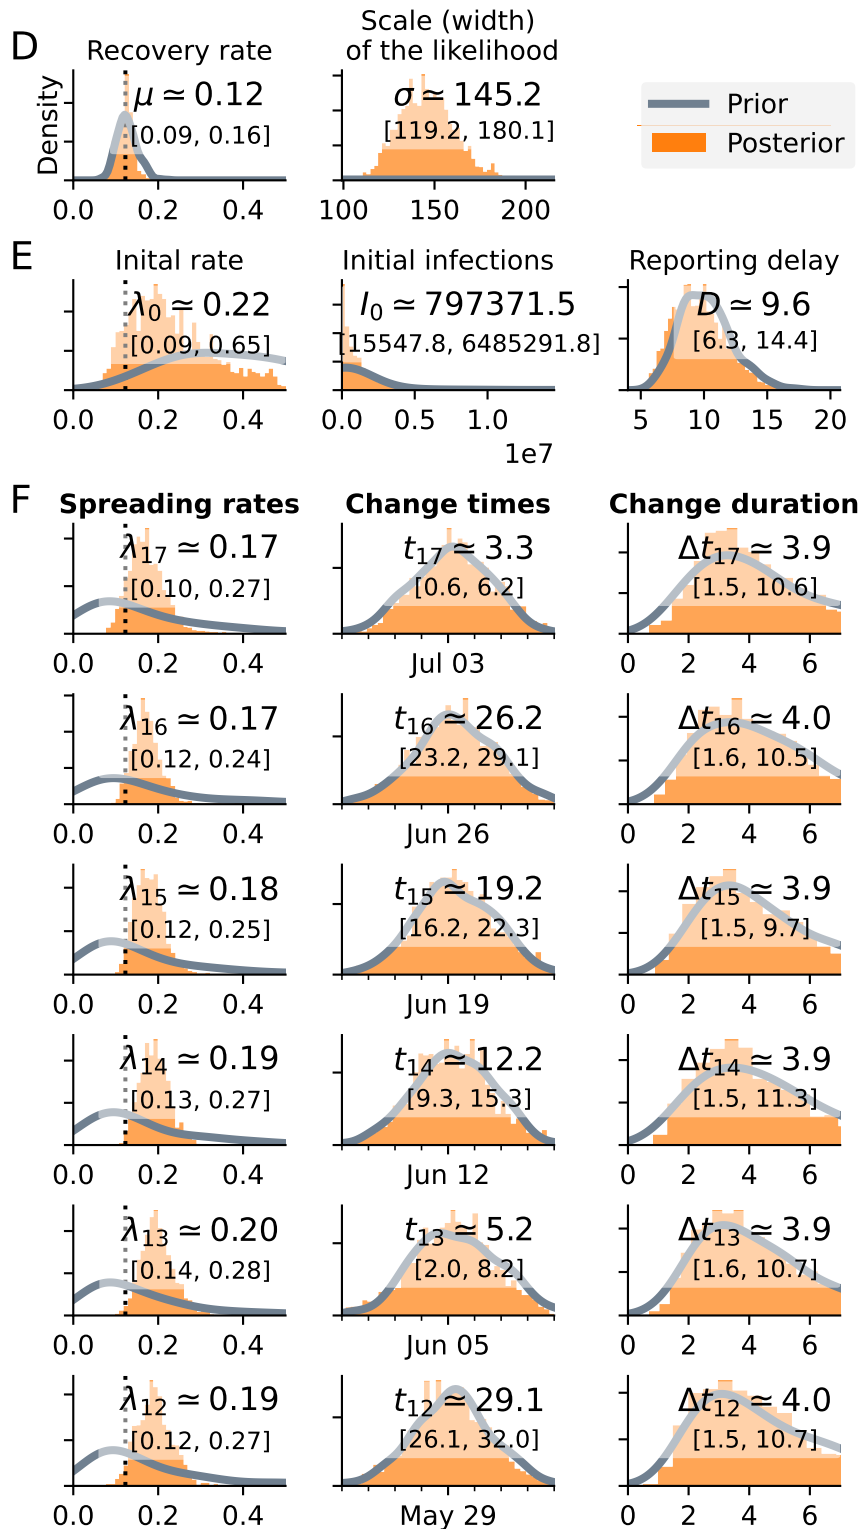 D
Recovery rate
Scale (width)
of the likelihood
Density
μ ≃ 0.12
[0.09, 0.16]
0.0 0.2 0.4
σ ≃ 145.2
[119.2, 180.1]
100 150 200
Prior
Posterior
E
Inital rate
λ0 ≃ 0.22
[0.09, 0.65]
0.0 0.2 0.4
Initial infections
I0 ≃ 797371.5
[15547.8, 6485291.8]
0.0 0.5 1.0
1e7
Reporting delay
D ≃ 9.6
[6.3, 14.4]
5 10 15 20
F
Spreading rates Change times Change duration
λ17 ≃ 0.17
[0.10, 0.27]
0.0 0.2 0.4
t17 ≃ 3.3
[0.6, 6.2]
Jul 03
Δt17 ≃ 3.9
[1.5, 10.6]
0 2 4 6
λ16 ≃ 0.17
[0.12, 0.24]
0.0 0.2 0.4
t16 ≃ 26.2
[23.2, 29.1]
Jun 26
Δt16 ≃ 4.0
[1.6, 10.5]
0 2 4 6
λ15 ≃ 0.18
[0.12, 0.25]
0.0 0.2 0.4
t15 ≃ 19.2
[16.2, 22.3]
Jun 19
Δt15 ≃ 3.9
[1.5, 9.7]
0 2 4 6
λ14 ≃ 0.19
[0.13, 0.27]
0.0 0.2 0.4
t14 ≃ 12.2
[9.3, 15.3]
Jun 12
Δt14 ≃ 3.9
[1.5, 11.3]
0 2 4 6
λ13 ≃ 0.20
[0.14, 0.28]
0.0 0.2 0.4
t13 ≃ 5.2
[2.0, 8.2]
Jun 05
Δt13 ≃ 3.9
[1.6, 10.7]
0 2 4 6
λ12 ≃ 0.19
[0.12, 0.27]
0.0 0.2 0.4
t12 ≃ 29.1
[26.1, 32.0]
May 29
Δt12 ≃ 4.0
[1.5, 10.7]
0 2 4 6